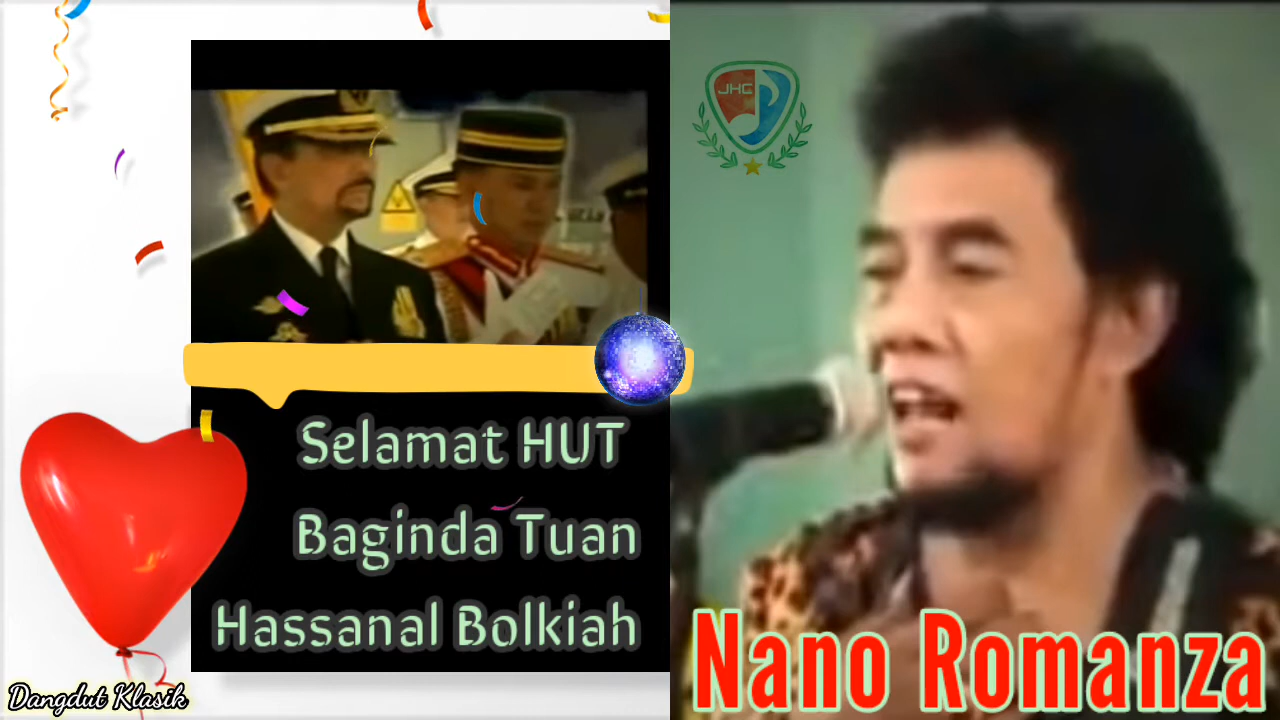 JHC
Selamat HUT
Baginda Tuan
Hassanal Bolkiah
Nano Romanza
Dangdut Klasik